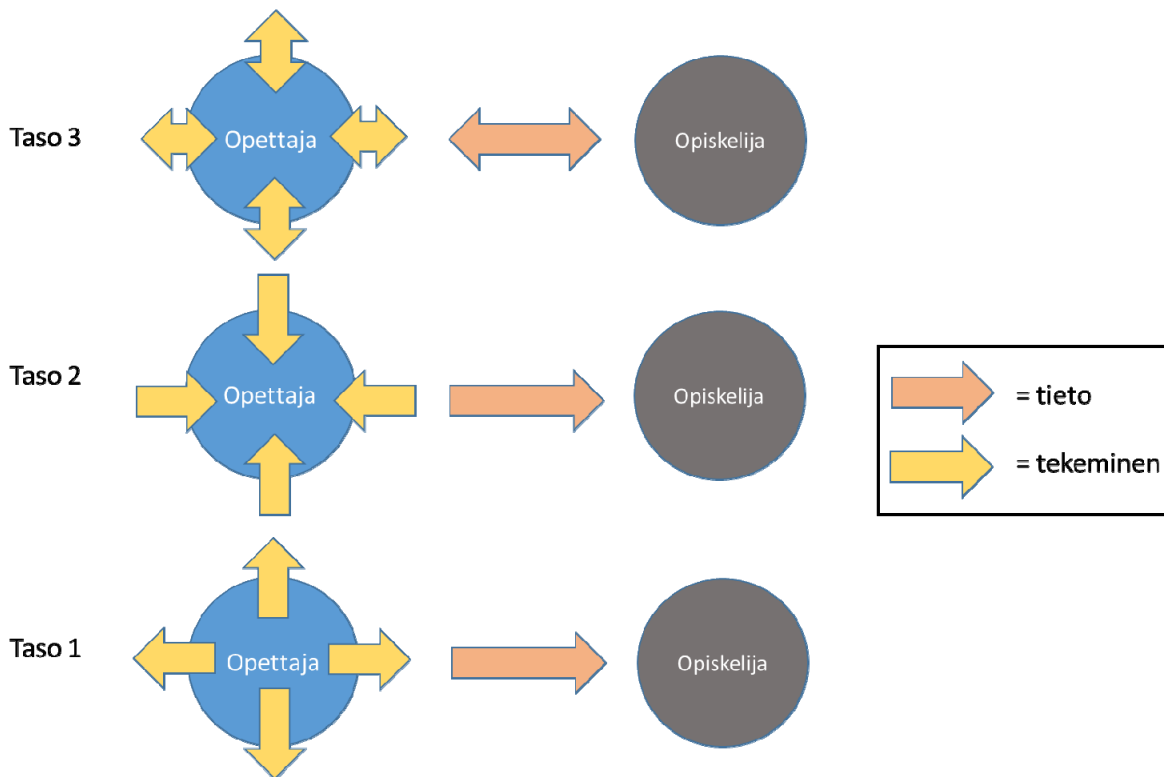 Taso 3
Opettaja
Opiskelija
Taso 2
Opettaja
Opiskelija
= tieto
= tekeminen
Taso 1
Opettaja
Opiskelija